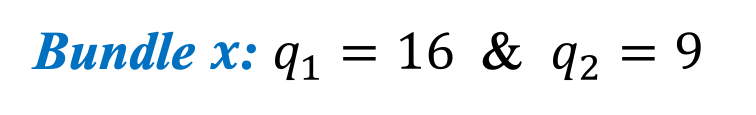 Bundle x: q₁ = 16 & q₂ = 9